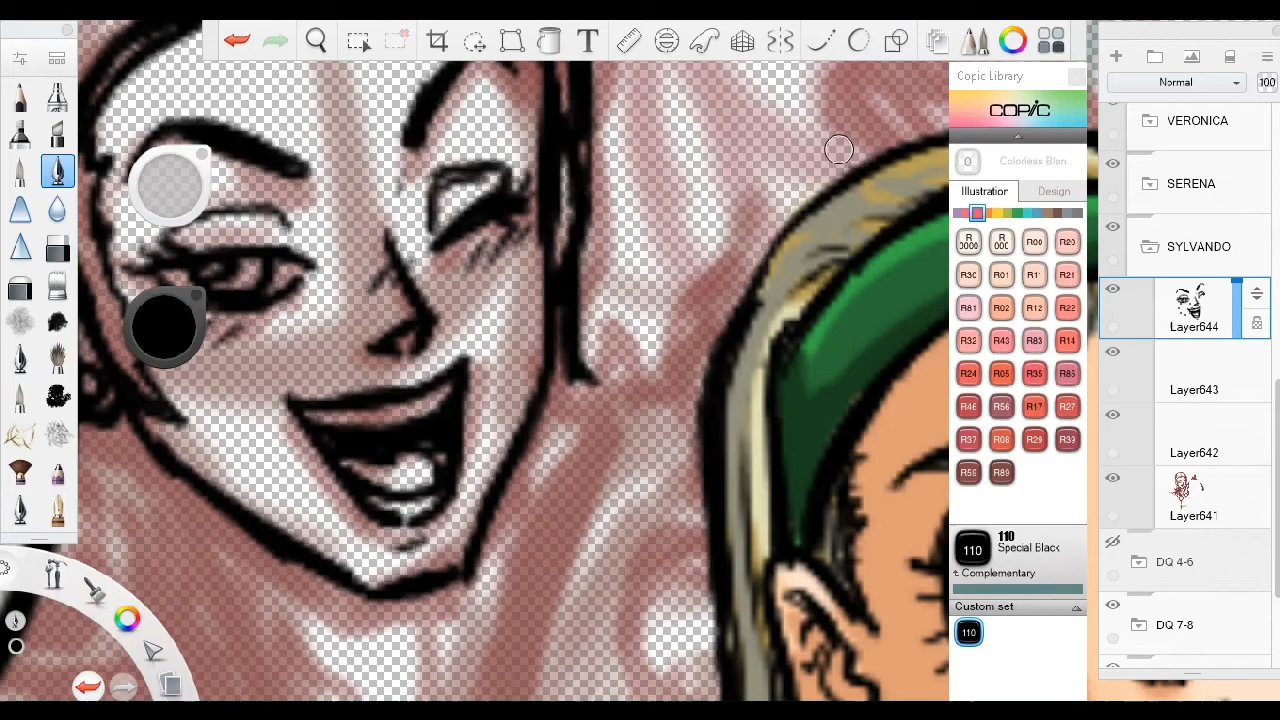 T
Copic Library
COPIC
0 Colorless Blen..
Illustration Design
R0000 R000 R00 R20
R30 R01 R11 R21
R81 R02 R12 R22
R32 R43 R83 R14
R24 R05 R35 R85
R46 R56 R17 R27
R37 R08 R29 R39
R59 R89
110 110
Special Black
Complementary
Custom set
110
Normal 100
VERONICA
SERENA
SYLVANDO
Layer644
Layer643
Layer642
Layer641
DQ 4-6
DQ 7-8